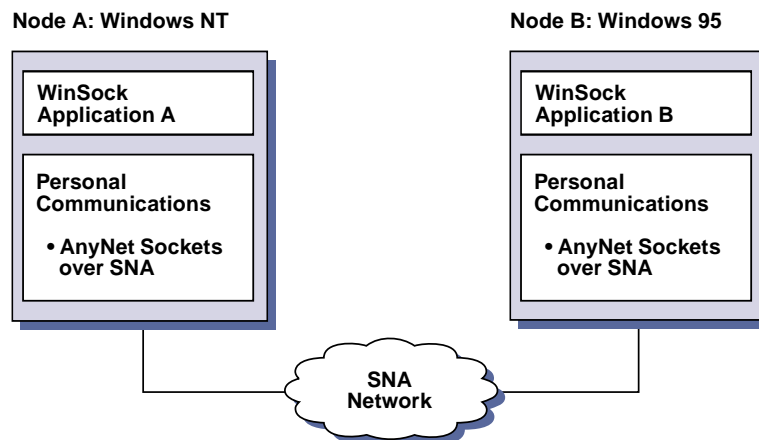 Node A: Windows NT
WinSock
Application A
Personal
Communications
• AnyNet Sockets
over SNA
Node B: Windows 95
WinSock
Application B
Personal
Communications
• AnyNet Sockets
over SNA
SNA
Network